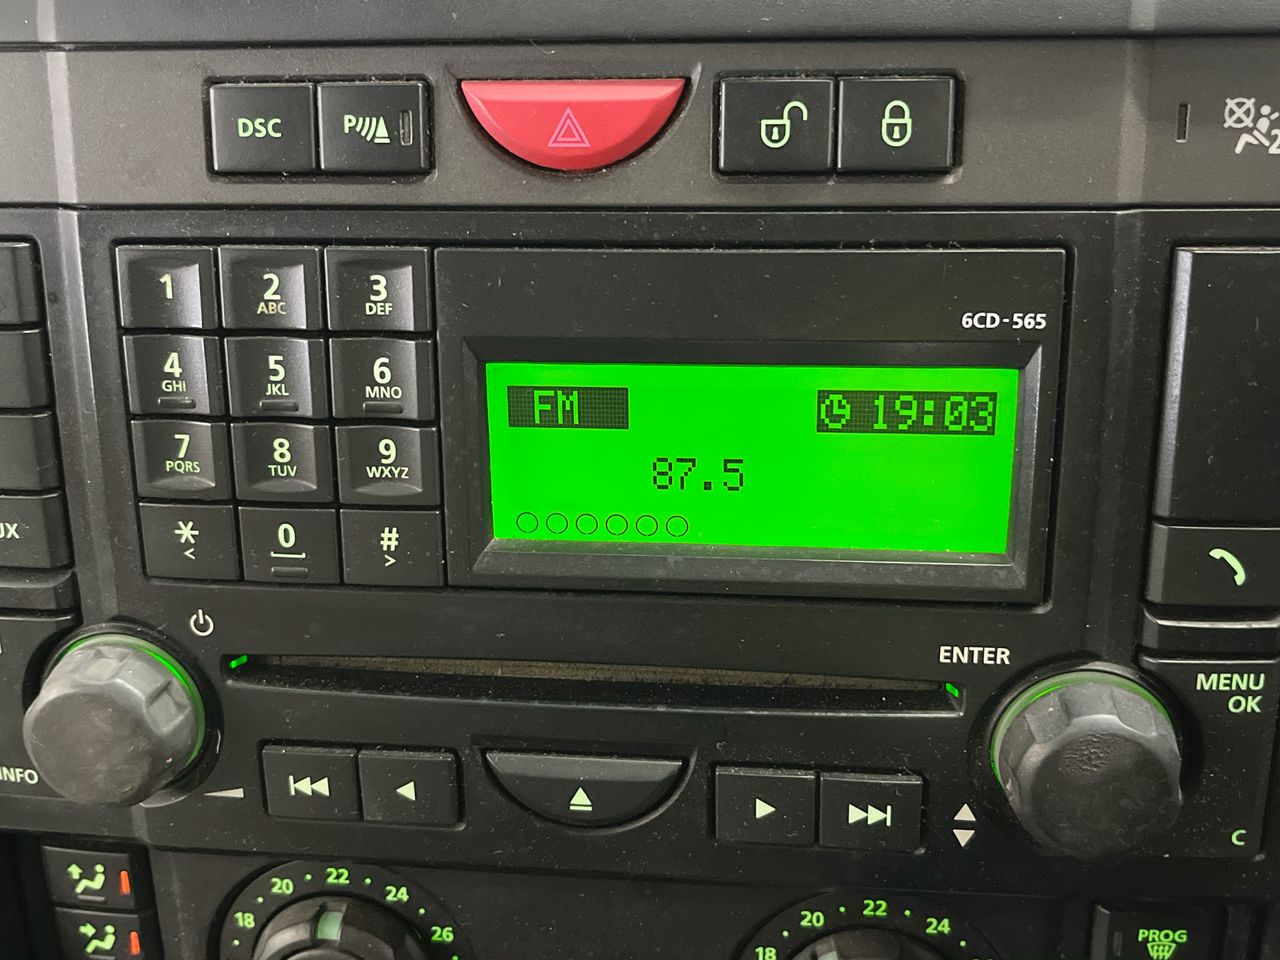 DSC P
1 2 3
ABC DEF
6CD-565
4 5 6
GHI JKL MNO
FM 19:03
7 8 9
PQRS TUV WXYZ
87.5
* 0 #
< >
UX
ENTER
MENU
OK
INFO
C
18 20 22 24 26
18 20 22 24
PROG